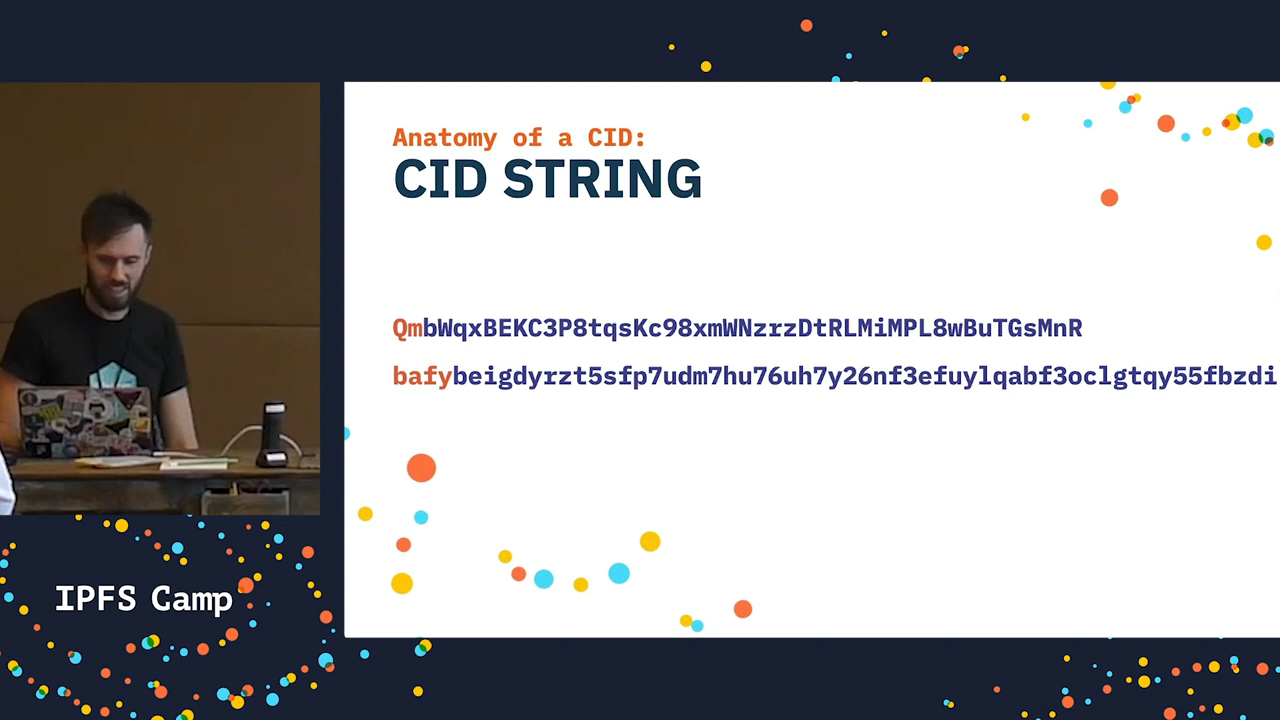 Anatomy of a CID:
CID STRING
QmbWqxBEKC3P8tqsKc98xmWNzrzDtRLMiMPL8wBuTGsMnR
bafybeigdyrzt5sfp7udm7hu76uh7y26nf3efuylqabf3oclgtqy55fbzdi
IPFS Camp